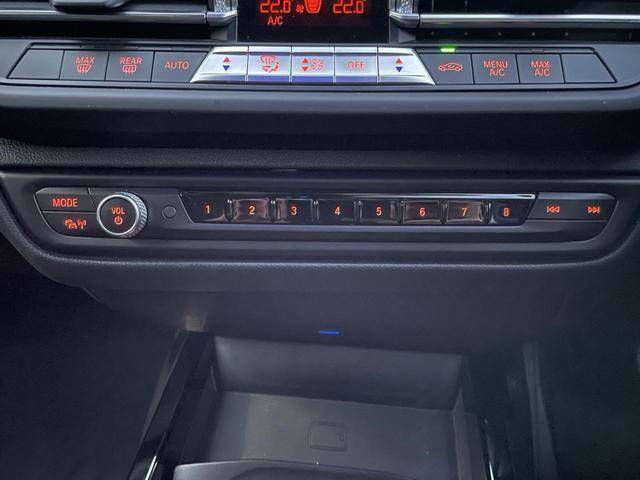 22.0 22.0
A/C
MAX REAR AUTO OFF MENU A/C MAX A/C
MODE VOL 1 2 3 4 5 6 7 8